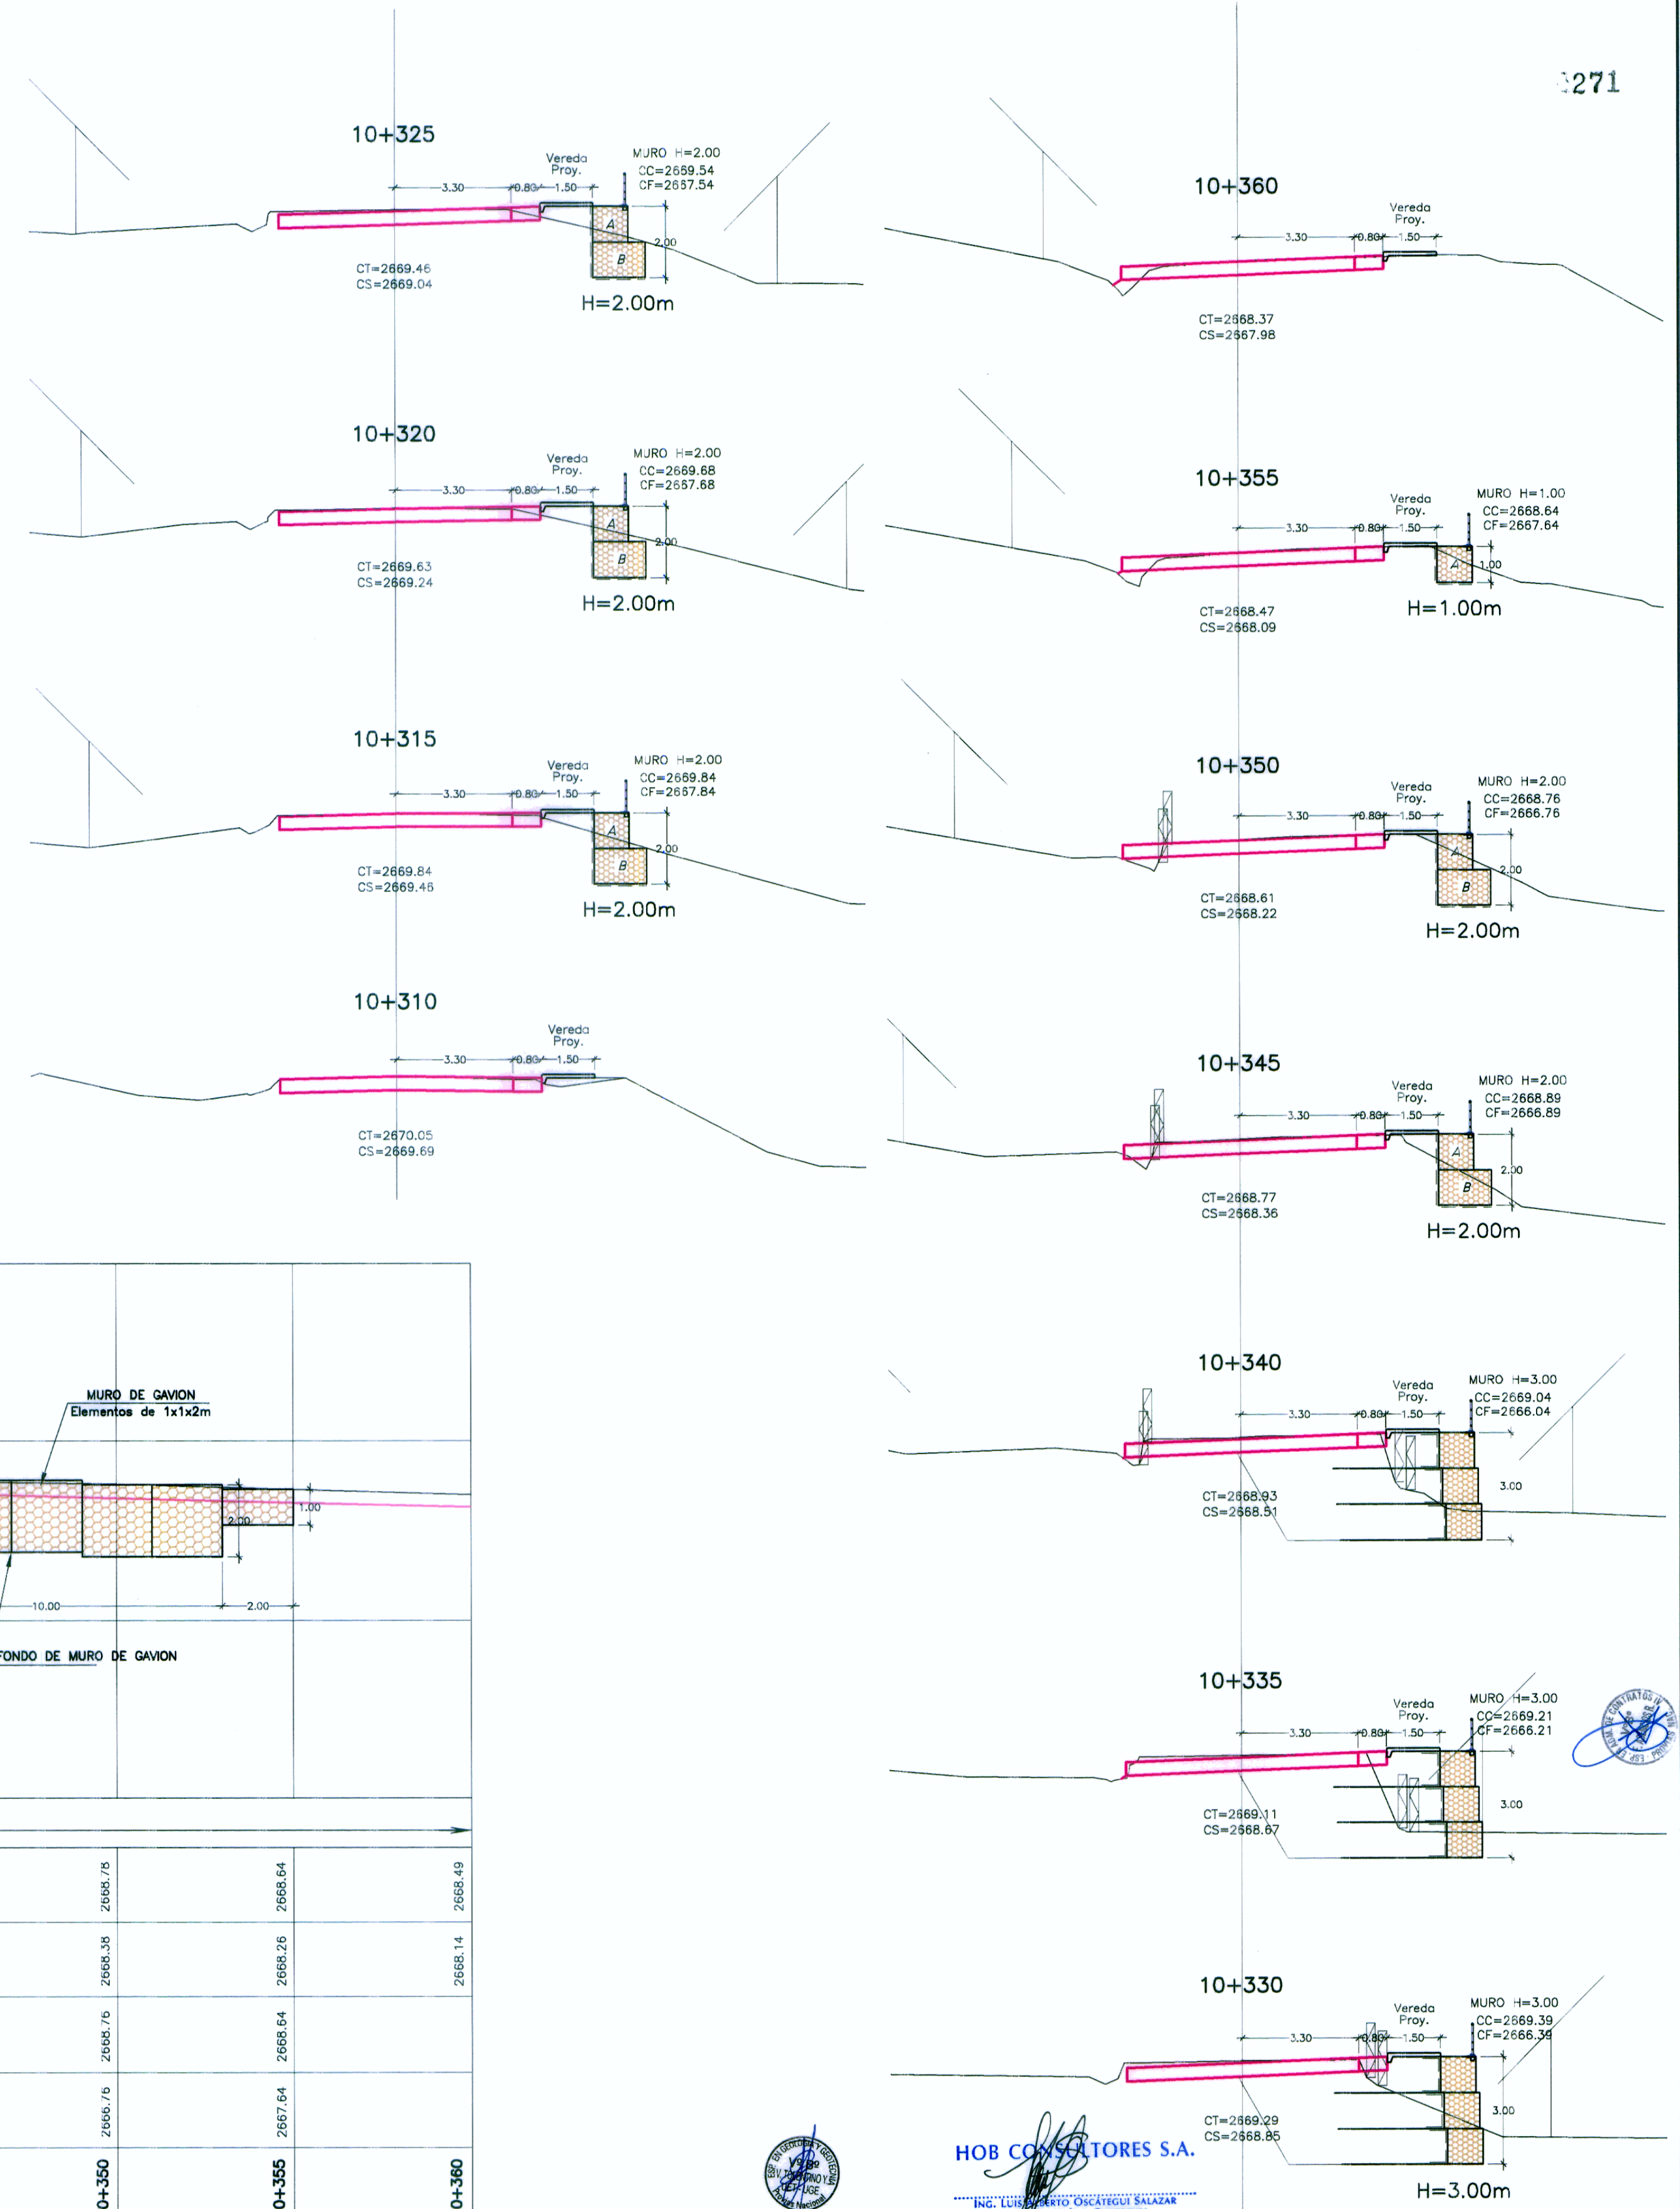 271
10+325
Vereda
Proy.
MURO H=2.00
CC=2669.54
CF=2667.54
3.30 0.80 1.50
A
2.00
B
CT=2669.46
CS=2669.04
H=2.00m
10+320
Vereda
Proy.
MURO H=2.00
CC=2669.68
CF=2667.68
3.30 0.80 1.50
A
2.00
B
CT=2669.63
CS=2669.24
H=2.00m
10+315
Vereda
Proy.
MURO H=2.00
CC=2669.84
CF=2667.84
3.30 0.80 1.50
A
2.00
B
CT=2669.84
CS=2669.46
H=2.00m
10+310
Vereda
Proy.
3.30 0.80 1.50
CT=2670.05
CS=2669.69
MURO DE GAVION
Elementos de 1x1x2m
1.00
2.00
10.00 2.00
FONDO DE MURO DE GAVION
2668.78 2668.64 2668.49
2668.38 2668.26 2668.14
2668.76 2668.64
2666.76 2667.64
0+350 0+355 0+360
10+360
Vereda
Proy.
3.30 0.80 1.50
CT=2668.37
CS=2667.98
10+355
Vereda
Proy.
MURO H=1.00
CC=2668.64
CF=2667.64
3.30 0.80 1.50
A
1.00
CT=2668.47
CS=2668.09
H=1.00m
10+350
Vereda
Proy.
MURO H=2.00
CC=2668.76
CF=2666.76
3.30 0.80 1.50
A
2.00
B
CT=2668.61
CS=2668.22
H=2.00m
10+345
Vereda
Proy.
MURO H=2.00
CC=2668.89
CF=2666.89
3.30 0.80 1.50
A
2.00
B
CT=2668.77
CS=2668.36
H=2.00m
10+340
Vereda
Proy.
MURO H=3.00
CC=2669.04
CF=2666.04
3.30 0.80 1.50
3.00
CT=2668.93
CS=2668.51
10+335
Vereda
Proy.
MURO H=3.00
CC=2669.21
CF=2666.21
3.30 0.80 1.50
3.00
CT=2669.11
CS=2668.67
10+330
Vereda
Proy.
MURO H=3.00
CC=2669.39
CF=2666.39
3.30 0.80 1.50
3.00
CT=2669.29
CS=2668.85
H=3.00m
HOB CONSULTORES S.A.
ING. LUIS ALBERTO OSCÁTEGUI SALAZAR
ESP. EN GEOLOGIA Y GEOTECNIA
VºBº